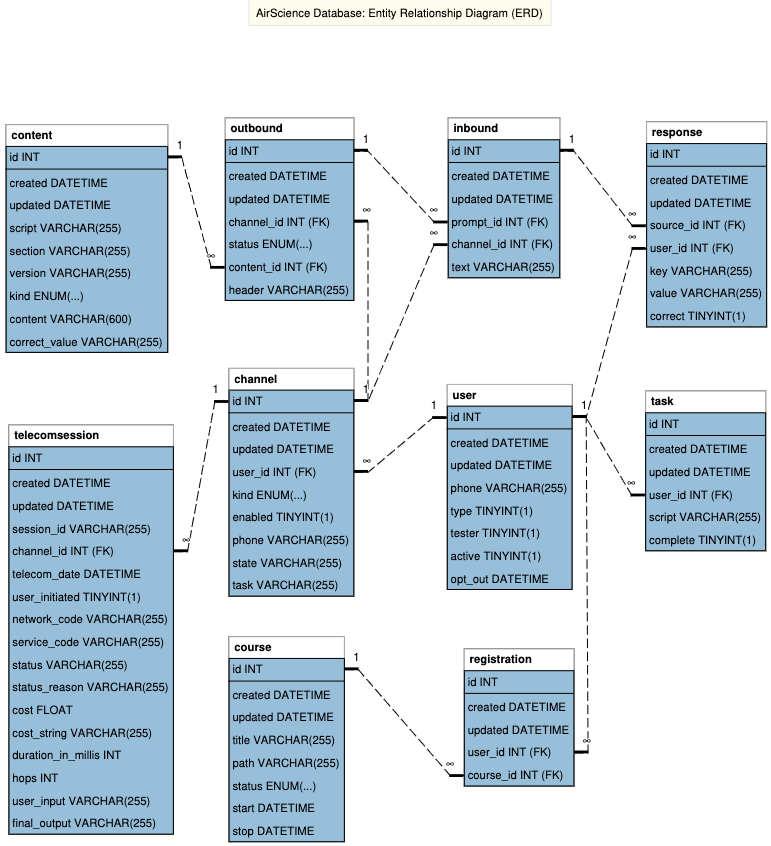 AirScience Database: Entity Relationship Diagram (ERD)
content
id INT
created DATETIME
updated DATETIME
script VARCHAR(255)
section VARCHAR(255)
version VARCHAR(255)
kind ENUM(...)
content VARCHAR(600)
correct_value VARCHAR(255)
1
∞
outbound
id INT
created DATETIME
updated DATETIME
channel_id INT (FK)
status ENUM(...)
content_id INT (FK)
header VARCHAR(255)
1
∞
∞
∞
inbound
id INT
created DATETIME
updated DATETIME
prompt_id INT (FK)
channel_id INT (FK)
text VARCHAR(255)
1
∞
∞
response
id INT
created DATETIME
updated DATETIME
source_id INT (FK)
user_id INT (FK)
key VARCHAR(255)
value VARCHAR(255)
correct TINYINT(1)
telecomsession
id INT
created DATETIME
updated DATETIME
session_id VARCHAR(255)
channel_id INT (FK)
telecom_date DATETIME
user_initiated TINYINT(1)
network_code VARCHAR(255)
service_code VARCHAR(255)
status VARCHAR(255)
status_reason VARCHAR(255)
cost FLOAT
cost_string VARCHAR(255)
duration_in_millis INT
hops INT
user_input VARCHAR(255)
final_output VARCHAR(255)
1
∞
channel
id INT
created DATETIME
updated DATETIME
user_id INT (FK)
kind ENUM(...)
enabled TINYINT(1)
phone VARCHAR(255)
state VARCHAR(255)
task VARCHAR(255)
1
1
∞
user
id INT
created DATETIME
updated DATETIME
phone VARCHAR(255)
type TINYINT(1)
tester TINYINT(1)
active TINYINT(1)
opt_out DATETIME
1
∞
task
id INT
created DATETIME
updated DATETIME
user_id INT (FK)
script VARCHAR(255)
complete TINYINT(1)
course
id INT
created DATETIME
updated DATETIME
title VARCHAR(255)
path VARCHAR(255)
status ENUM(...)
start DATETIME
stop DATETIME
1
∞
registration
id INT
created DATETIME
updated DATETIME
user_id INT (FK)
course_id INT (FK)
∞